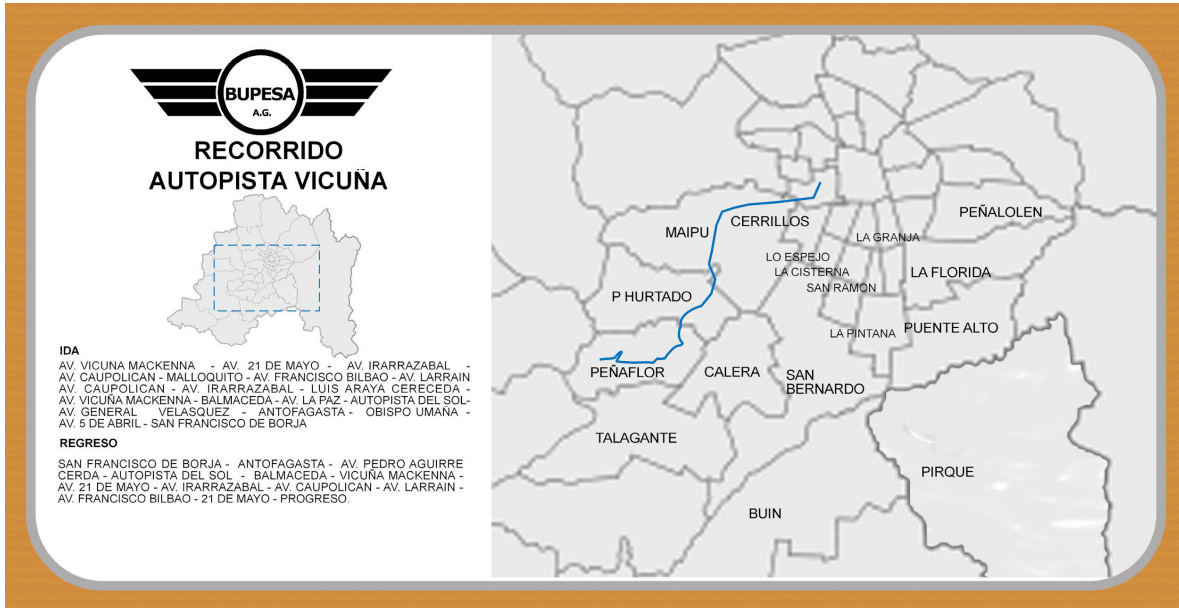 BUPESA
A.G.
RECORRIDO
AUTOPISTA VICUÑA
IDA
AV. VICUÑA MACKENNA - AV. 21 DE MAYO - AV. IRARRAZABAL -
AV. CAUPOLICAN - MALLOQUITO - AV. FRANCISCO BILBAO - AV. LARRAIN
AV. CAUPOLICAN - AV. IRARRAZABAL - LUIS ARAYA CERECEDA -
AV. VICUÑA MACKENNA - BALMACEDA - AV. LA PAZ - AUTOPISTA DEL SOL-
AV. GENERAL VELASQUEZ - ANTOFAGASTA - OBISPO UMAÑA -
AV. 5 DE ABRIL - SAN FRANCISCO DE BORJA
REGRESO
SAN FRANCISCO DE BORJA - ANTOFAGASTA - AV. PEDRO AGUIRRE
CERDA - AUTOPISTA DEL SOL - BALMACEDA - VICUÑA MACKENNA -
AV. 21 DE MAYO - AV. IRARRAZABAL - AV. CAUPOLICAN - AV. LARRAIN -
AV. FRANCISCO BILBAO - 21 DE MAYO - PROGRESO.
PEÑALOLEN
CERRILLOS
MAIPU
LA GRANJA
LO ESPEJO
LA CISTERNA
LA FLORIDA
SAN RAMON
P HURTADO
PUENTE ALTO
LA PINTANA
PEÑAFLOR
CALERA
SAN
BERNARDO
TALAGANTE
PIRQUE
BUIN